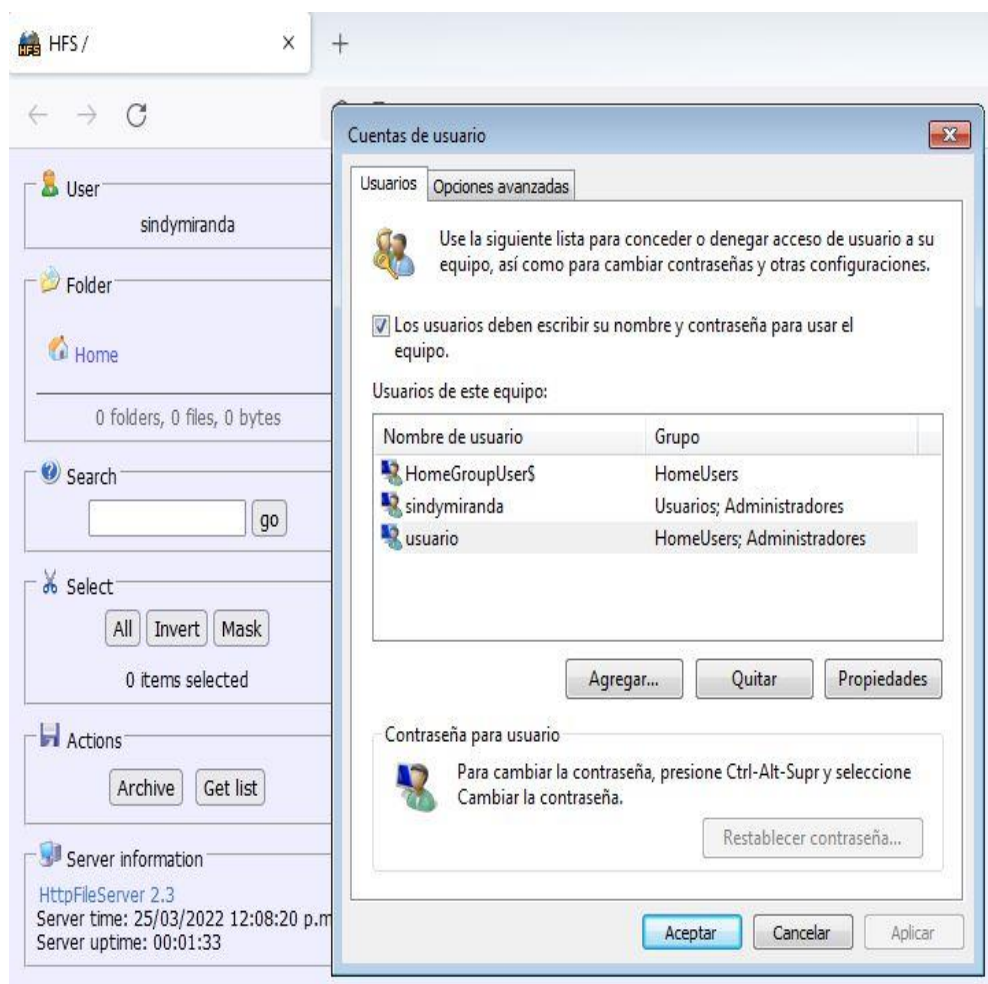 HFS /
User
sindymiranda
Folder
Home
0 folders, 0 files, 0 bytes
Search
go
Select
All Invert Mask
0 items selected
Actions
Archive Get list
Server information
HttpFileServer 2.3
Server time: 25/03/2022 12:08:20 p.m
Server uptime: 00:01:33
Cuentas de usuario
Usuarios Opciones avanzadas
Use la siguiente lista para conceder o denegar acceso de usuario a su
equipo, así como para cambiar contraseñas y otras configuraciones.
Los usuarios deben escribir su nombre y contraseña para usar el
equipo.
Usuarios de este equipo:
Nombre de usuario Grupo
HomeGroupUser$ HomeUsers
sindymiranda Usuarios; Administradores
usuario HomeUsers; Administradores
Agregar... Quitar Propiedades
Contraseña para usuario
Para cambiar la contraseña, presione Ctrl-Alt-Supr y seleccione
Cambiar la contraseña.
Restablecer contraseña...
Aceptar Cancelar Aplicar